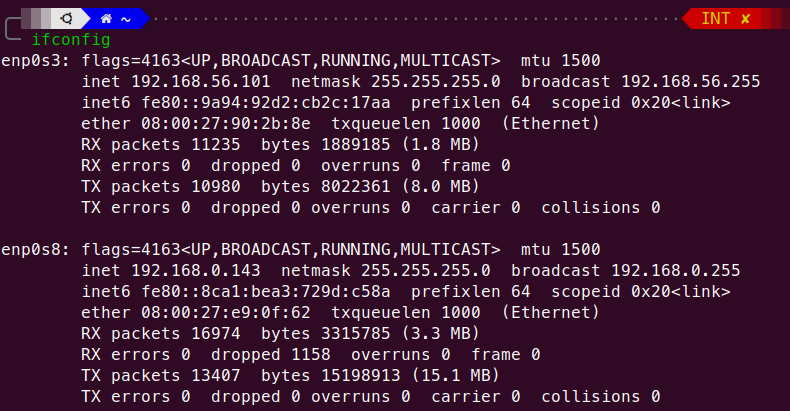 ~ INT ✘
ifconfig
enp0s3: flags=4163<UP,BROADCAST,RUNNING,MULTICAST>  mtu 1500
        inet 192.168.56.101  netmask 255.255.255.0  broadcast 192.168.56.255
        inet6 fe80::9a94:92d2:cb2c:17aa  prefixlen 64  scopeid 0x20<link>
        ether 08:00:27:90:2b:8e  txqueuelen 1000  (Ethernet)
        RX packets 11235  bytes 1889185 (1.8 MB)
        RX errors 0  dropped 0  overruns 0  frame 0
        TX packets 10980  bytes 8022361 (8.0 MB)
        TX errors 0  dropped 0 overruns 0  carrier 0  collisions 0
enp0s8: flags=4163<UP,BROADCAST,RUNNING,MULTICAST>  mtu 1500
        inet 192.168.0.143  netmask 255.255.255.0  broadcast 192.168.0.255
        inet6 fe80::8ca1:bea3:729d:c58a  prefixlen 64  scopeid 0x20<link>
        ether 08:00:27:e9:0f:62  txqueuelen 1000  (Ethernet)
        RX packets 16974  bytes 3315785 (3.3 MB)
        RX errors 0  dropped 1158  overruns 0  frame 0
        TX packets 13407  bytes 15198913 (15.1 MB)
        TX errors 0  dropped 0 overruns 0  carrier 0  collisions 0